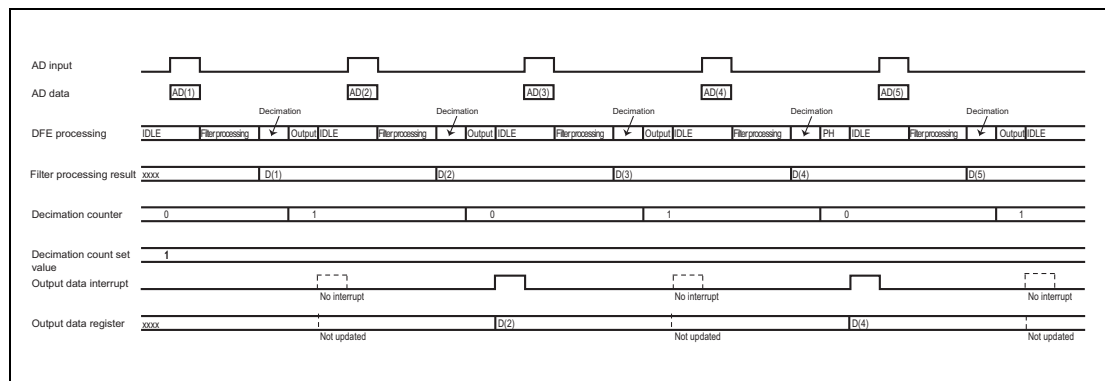 AD input
AD data AD(1) AD(2) AD(3) AD(4) AD(5)
Decimation Decimation Decimation Decimation Decimation
DFE processing IDLE Filter processing Output IDLE Filter processing Output IDLE Filter processing Output IDLE Filter processing PH IDLE Filter processing Output IDLE
Filter processing result xxxx D(1) D(2) D(3) D(4) D(5)
Decimation counter 0 1 0 1 0 1
Decimation count set value 1
Output data interrupt
No interrupt No interrupt No interrupt
Output data register xxxx D(2) D(4)
Not updated Not updated Not updated